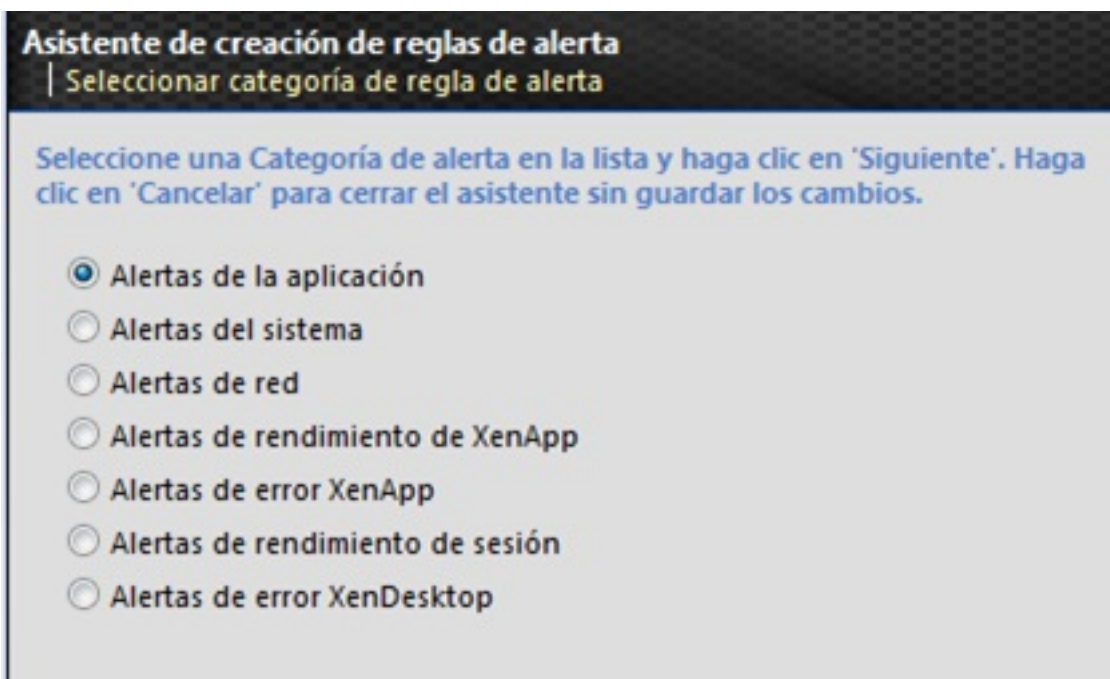 Asistente de creación de reglas de alerta
Seleccionar categoría de regla de alerta
Seleccione una Categoría de alerta en la lista y haga clic en 'Siguiente'. Haga
clic en 'Cancelar' para cerrar el asistente sin guardar los cambios.
Alertas de la aplicación
Alertas del sistema
Alertas de red
Alertas de rendimiento de XenApp
Alertas de error XenApp
Alertas de rendimiento de sesión
Alertas de error XenDesktop